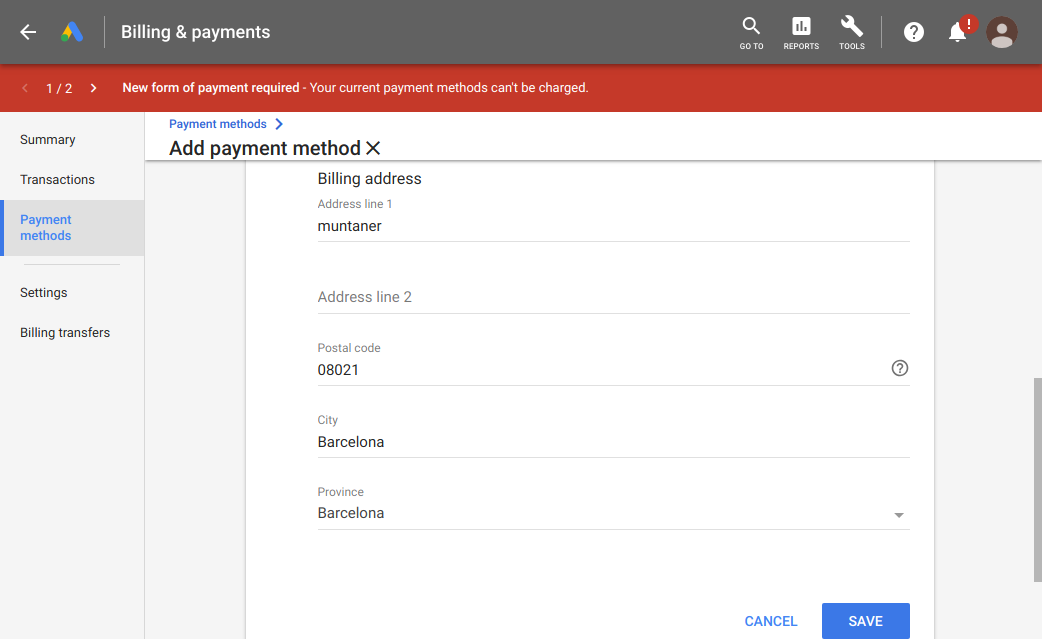 Billing & payments
GO TO
REPORTS
TOOLS
!
1 / 2
New form of payment required - Your current payment methods can't be charged.
Summary
Transactions
Payment
methods
Settings
Billing transfers
Payment methods
Add payment method
Billing address
Address line 1
muntaner
Address line 2
Postal code
08021
City
Barcelona
Province
Barcelona
CANCEL
SAVE